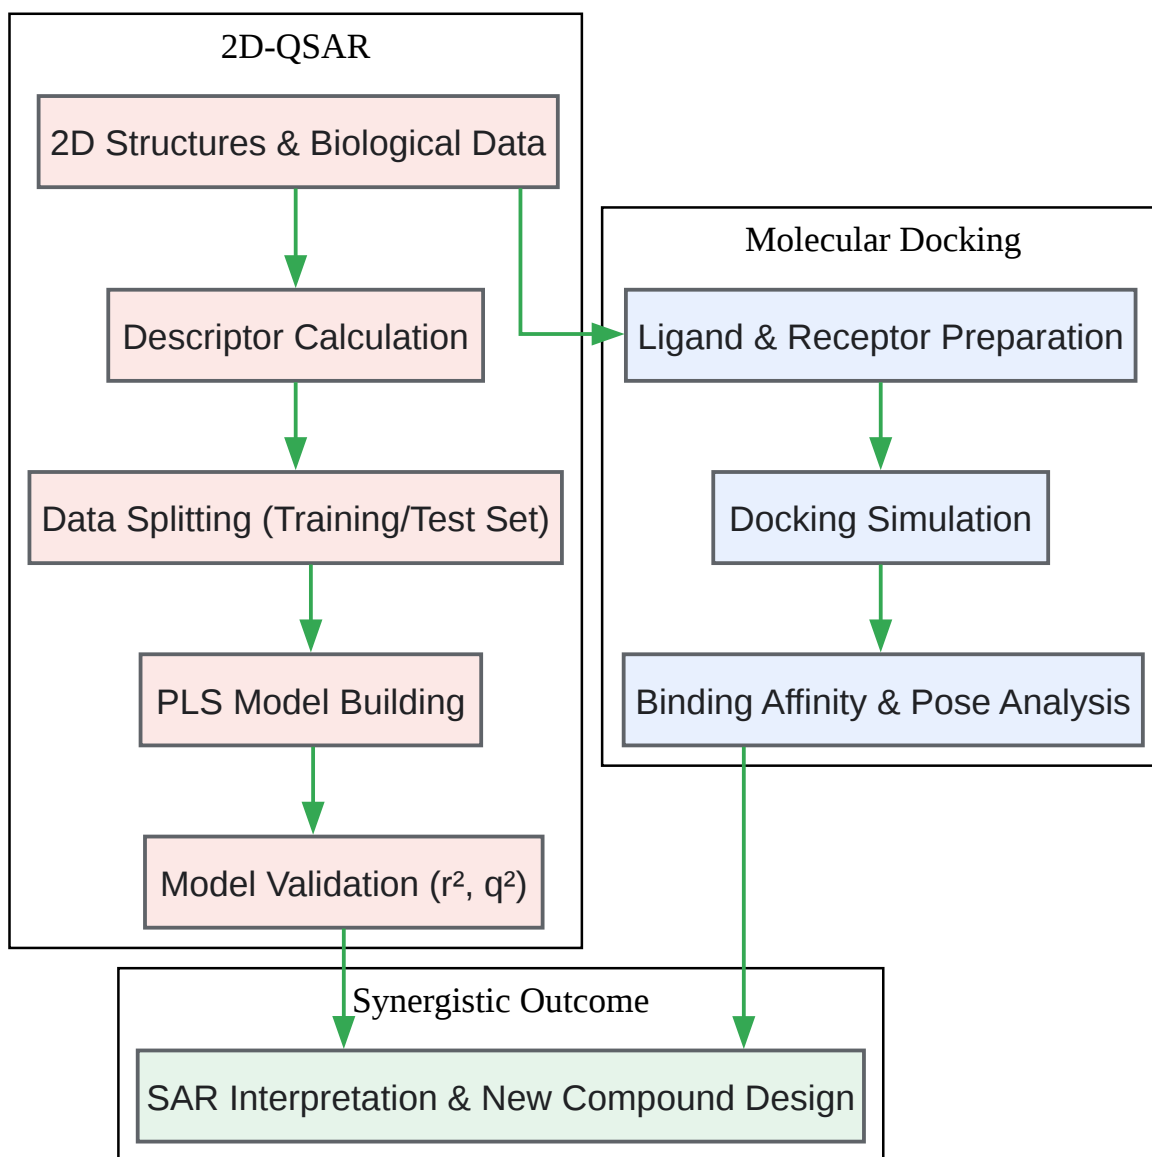 2D-QSAR
2D Structures & Biological Data
Descriptor Calculation
Data Splitting (Training/Test Set)
PLS Model Building
Model Validation (r², q²)
Molecular Docking
Ligand & Receptor Preparation
Docking Simulation
Binding Affinity & Pose Analysis
Synergistic Outcome
SAR Interpretation & New Compound Design